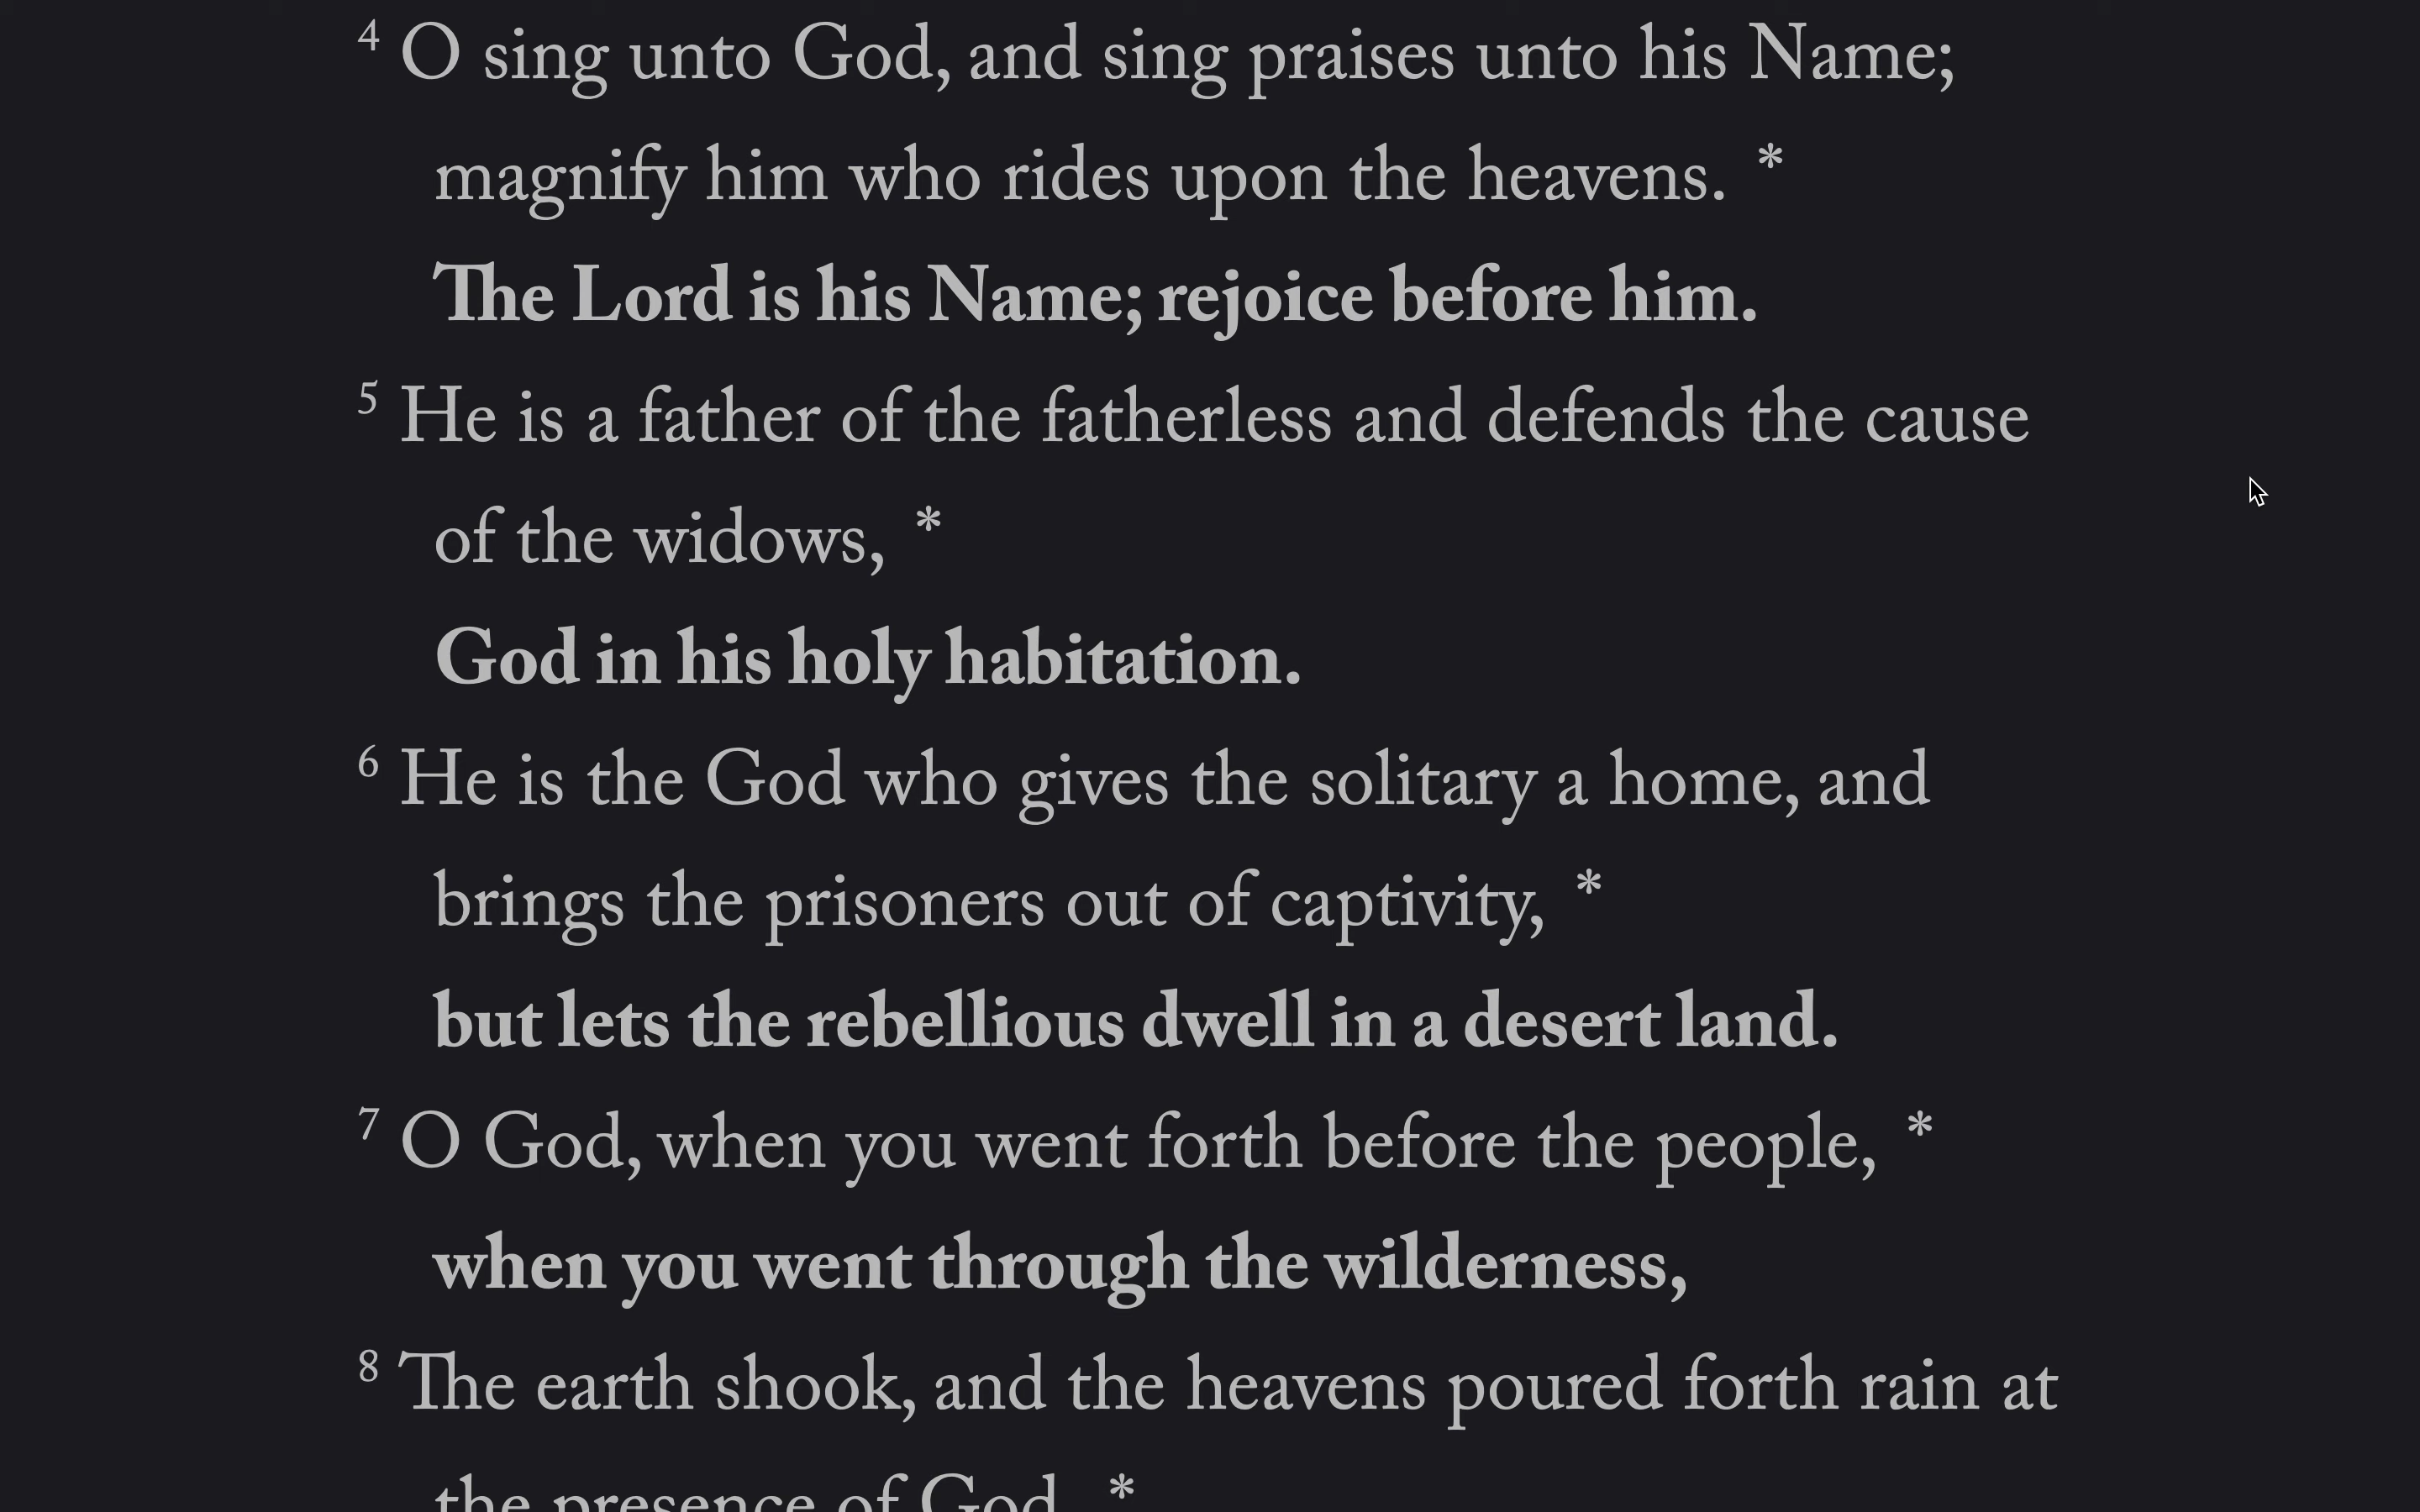 4 O sing unto God, and sing praises unto his Name;
magnify him who rides upon the heavens. *
The Lord is his Name; rejoice before him.
5 He is a father of the fatherless and defends the cause
of the widows, *
God in his holy habitation.
6 He is the God who gives the solitary a home, and
brings the prisoners out of captivity, *
but lets the rebellious dwell in a desert land.
7 O God, when you went forth before the people, *
when you went through the wilderness,
8 The earth shook, and the heavens poured forth rain at
the presence of God, *